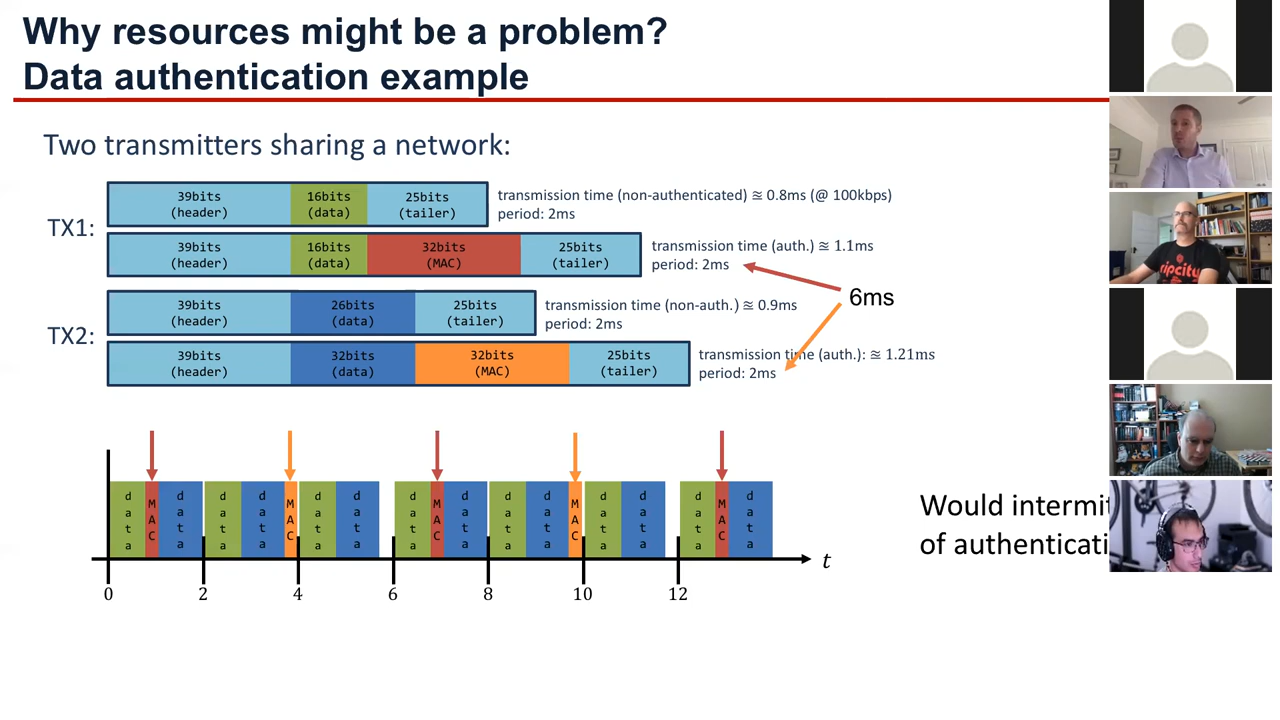 Why resources might be a problem?
Data authentication example
Two transmitters sharing a network:
TX1:
39bits
(header)
16bits
(data)
25bits
(tailer)
transmission time (non-authenticated) ≅ 0.8ms (@ 100kbps)
period: 2ms
39bits
(header)
16bits
(data)
32bits
(MAC)
25bits
(tailer)
transmission time (auth.) ≅ 1.1ms
period: 2ms
6ms
TX2:
39bits
(header)
26bits
(data)
25bits
(tailer)
transmission time (non-auth.) ≅ 0.9ms
period: 2ms
39bits
(header)
32bits
(data)
32bits
(MAC)
25bits
(tailer)
transmission time (auth.): ≅ 1.21ms
period: 2ms
data
MAC
data
data
data
MAC
data
data
data
MAC
data
data
data
MAC
data
data
data
MAC
data
t
0
2
4
6
8
10
12
Would
of
ripcity